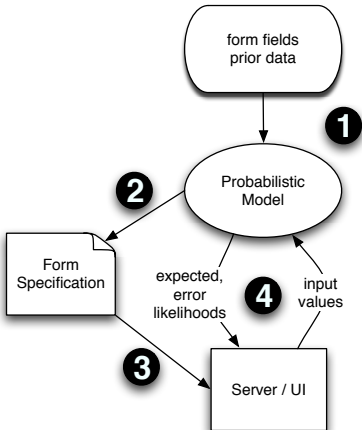 form fields
prior data
1
Probabilistic
Model
2
Form
Specification
expected,
error
likelihoods
4
input
values
3
Server / UI